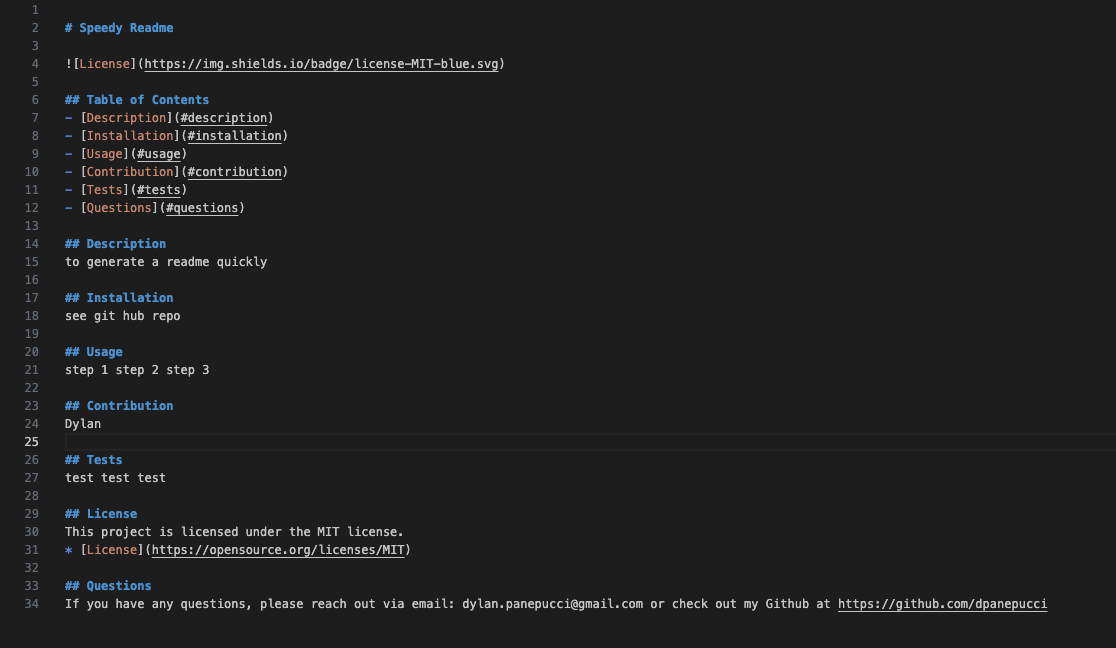 1
2 # Speedy Readme
3
4 ![License](https://img.shields.io/badge/license-MIT-blue.svg)
5
6 ## Table of Contents
7 - [Description](#description)
8 - [Installation](#installation)
9 - [Usage](#usage)
10 - [Contribution](#contribution)
11 - [Tests](#tests)
12 - [Questions](#questions)
13
14 ## Description
15 to generate a readme quickly
16
17 ## Installation
18 see git hub repo
19
20 ## Usage
21 step 1 step 2 step 3
22
23 ## Contribution
24 Dylan
25
26 ## Tests
27 test test test
28
29 ## License
30 This project is licensed under the MIT license.
31 * [License](https://opensource.org/licenses/MIT)
32
33 ## Questions
34 If you have any questions, please reach out via email: dylan.panepucci@gmail.com or check out my Github at https://github.com/dpanepucci